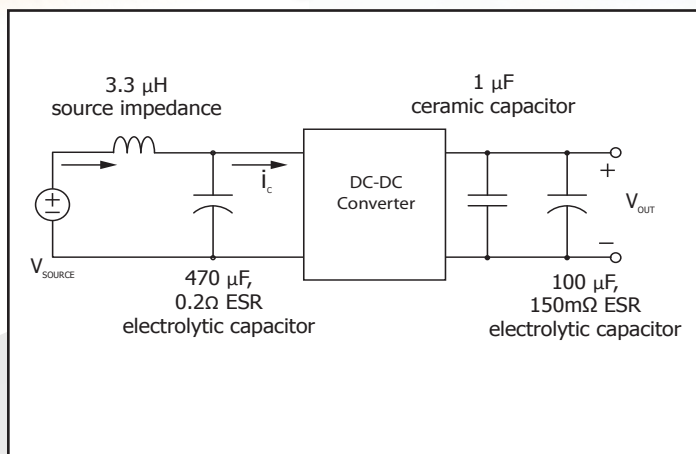 3.3 µH
source impedance
1 µF
ceramic capacitor
i_c
DC-DC
Converter
+
−
+
V_OUT
−
V_SOURCE
470 µF,
0.2Ω ESR
electrolytic capacitor
100 µF,
150mΩ ESR
electrolytic capacitor